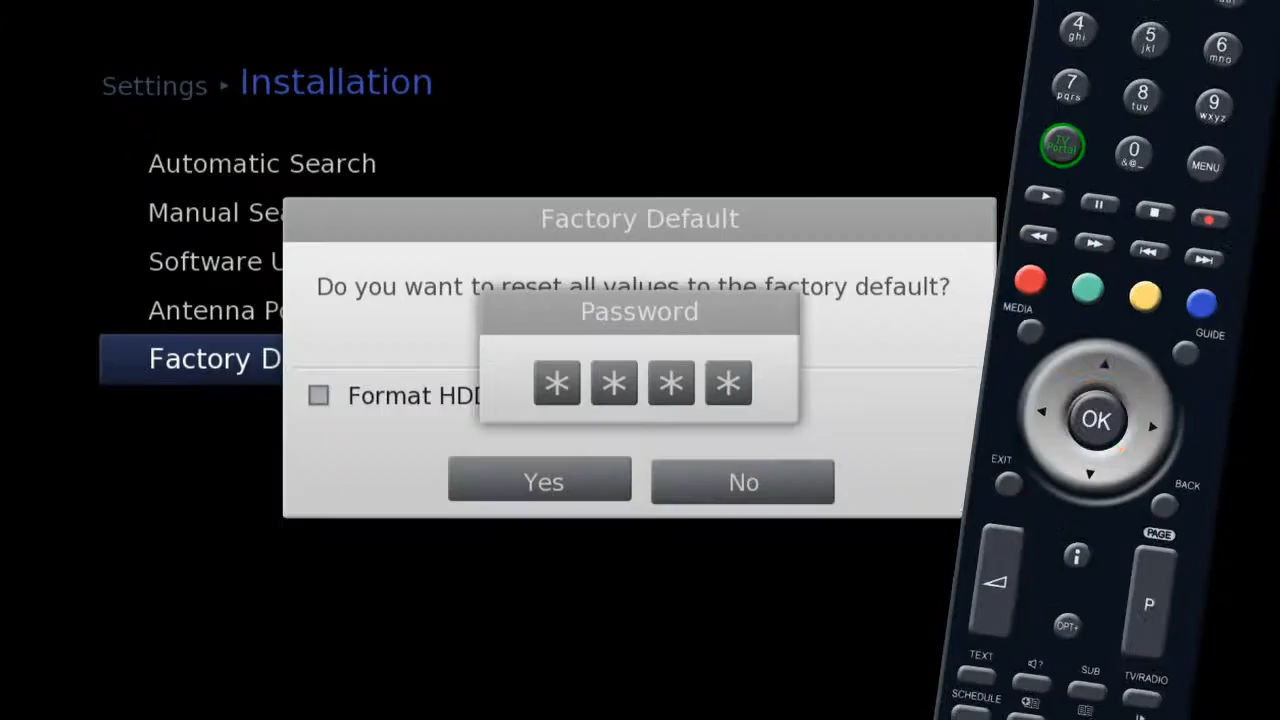 Settings ▸ Installation
Automatic Search
Manual Sea
Software U
Antenna Po
Factory D
Factory Default
Do you want to reset all values to the factory default?
Password
* * * *
Format HDD
Yes
No
4
ghi
5
jkl
6
mno
7
pqrs
8
tuv
9
wxyz
TV
Portal
0
&@_
MENU
MEDIA
GUIDE
OK
EXIT
BACK
PAGE
i
P
OPT+
TEXT
?
SUB
TV/RADIO
SCHEDULE